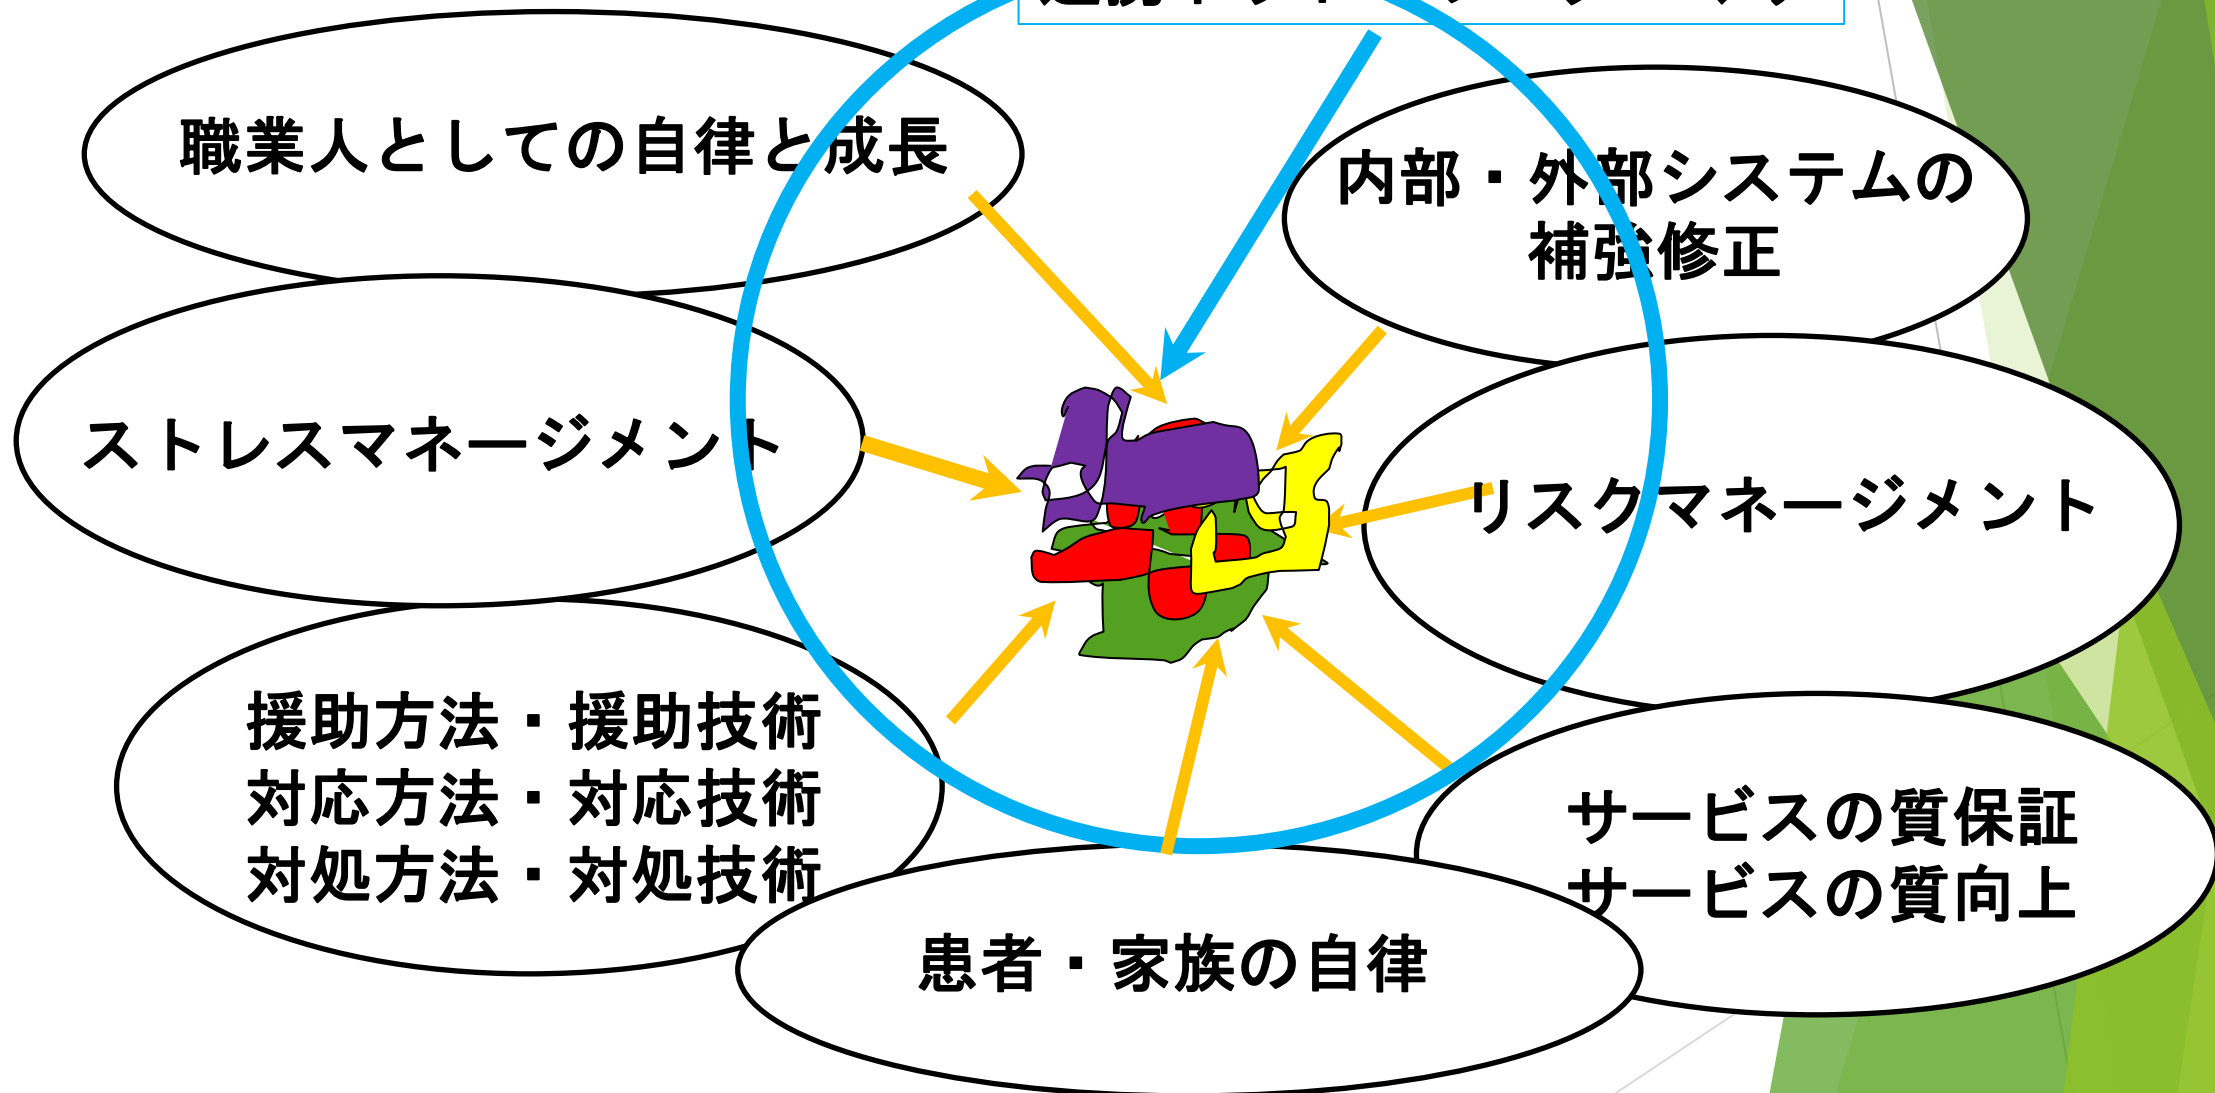 職業人としての自律と成長
内部・外部システムの
補強修正
ストレスマネージメント
リスクマネージメント
援助方法・援助技術
対応方法・対応技術
対処方法・対処技術
サービスの質保証
サービスの質向上
患者・家族の自律